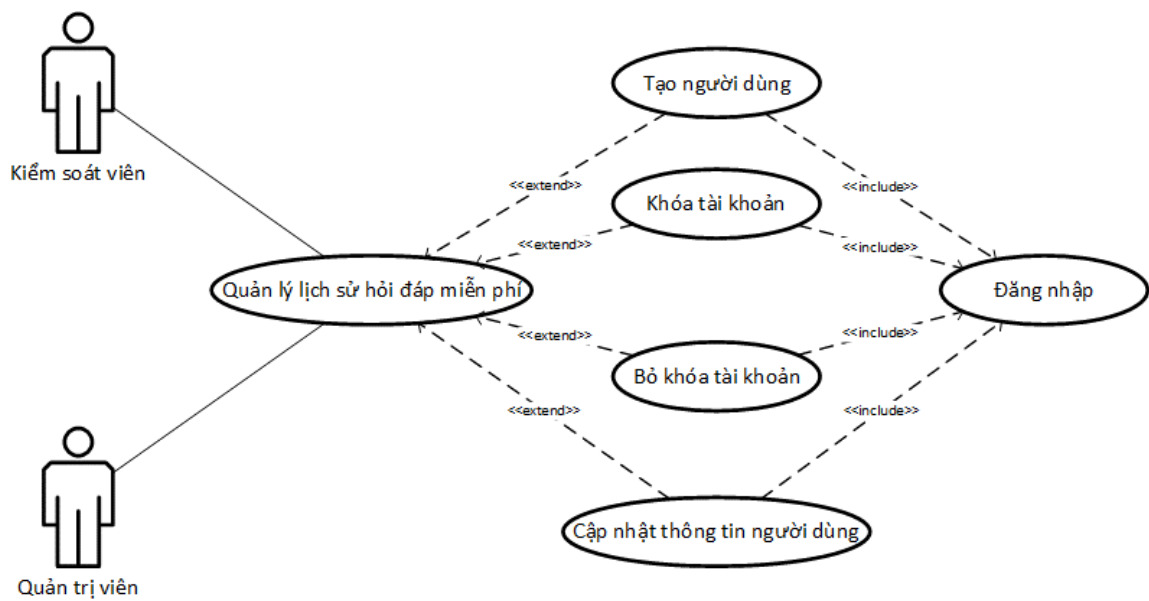 Tạo người dùng
Kiểm soát viên
<<extend>>
<<include>>
Khóa tài khoản
<<extend>>
<<include>>
Quản lý lịch sử hỏi đáp miễn phí
Đăng nhập
<<extend>>
<<include>>
Bỏ khóa tài khoản
<<extend>>
<<include>>
Cập nhật thông tin người dùng
Quản trị viên